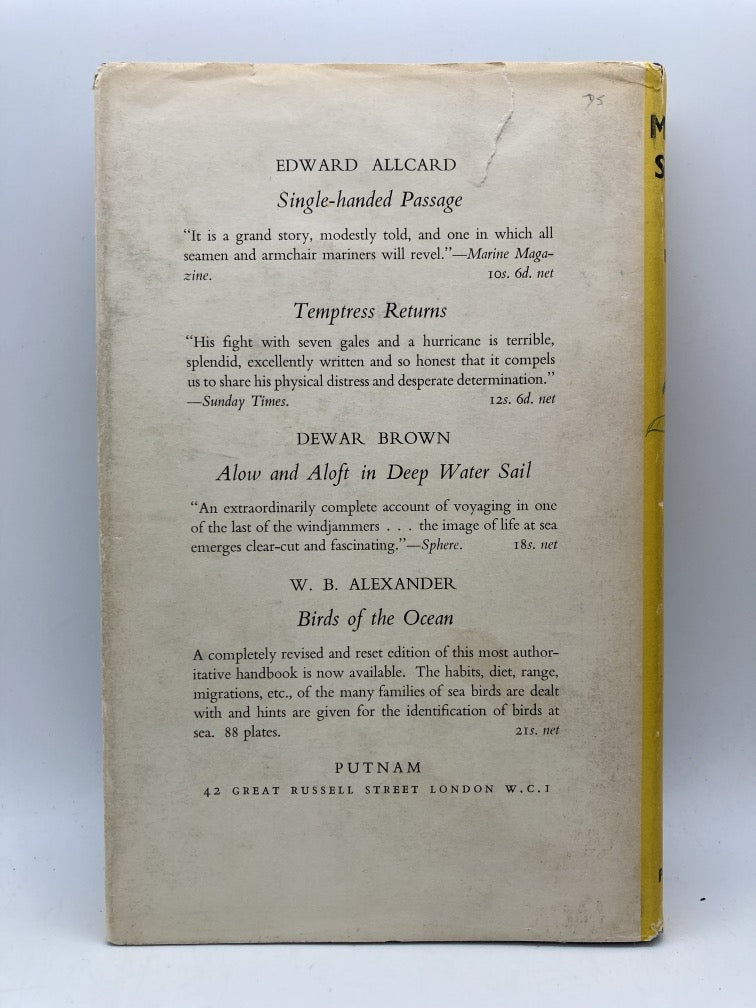 EDWARD ALLCARD
Single-handed Passage
“It is a grand story, modestly told, and one in which all
seamen and armchair mariners will revel.”—Marine Maga-
zine. 10s. 6d. net
Temptress Returns
“His fight with seven gales and a hurricane is terrible,
splendid, excellently written and so honest that it compels
us to share his physical distress and desperate determination.”
—Sunday Times. 12s. 6d. net
DEWAR BROWN
Alow and Aloft in Deep Water Sail
“An extraordinarily complete account of voyaging in one
of the last of the windjammers . . . the image of life at sea
emerges clear-cut and fascinating.”—Sphere. 18s. net
W. B. ALEXANDER
Birds of the Ocean
A completely revised and reset edition of this most author-
itative handbook is now available. The habits, diet, range,
migrations, etc., of the many families of sea birds are dealt
with and hints are given for the identification of birds at
sea. 88 plates. 21s. net
PUTNAM
42 GREAT RUSSELL STREET LONDON W.C.1
M
S